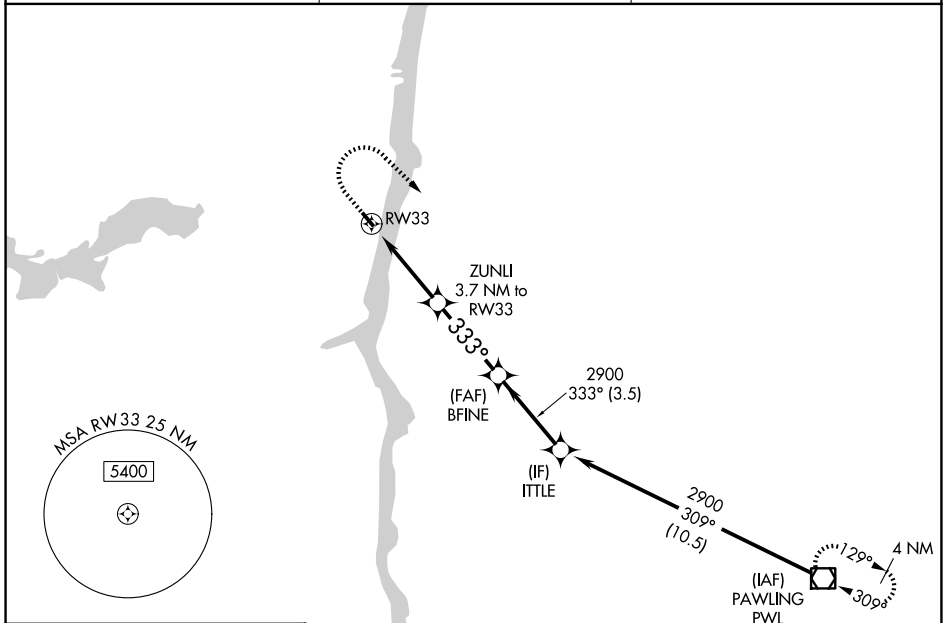 RW33
ZUNLI
3.7 NM to
RW33
333°
(FAF)
BFINE
2900
333° (3.5)
(IF)
ITTLE
MSA RW33 25 NM
5400
2900
309°
(10.5)
129°
4 NM
309°
(IAF)
PAWLING
PWL